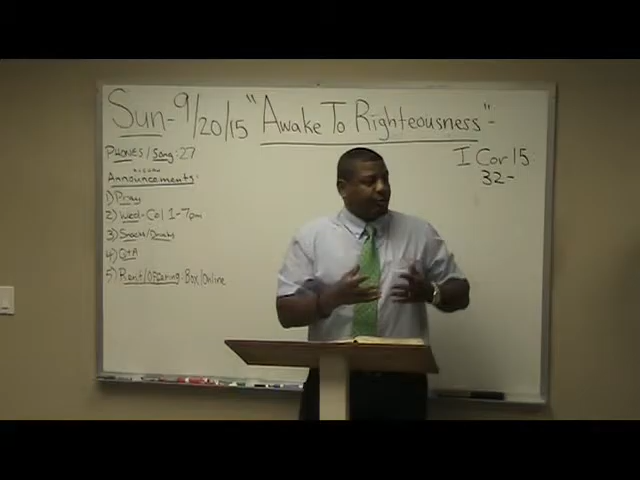 Sun-9/20/15 "Awake To Righteousness"-
PHONES/Song:27
Announcements:
1) Pray
2) Wed-Col 1-7pm
3) Snacks/Drinks
4) Q+A
5) Rent/Offering:Box/Online
I Cor 15
32-